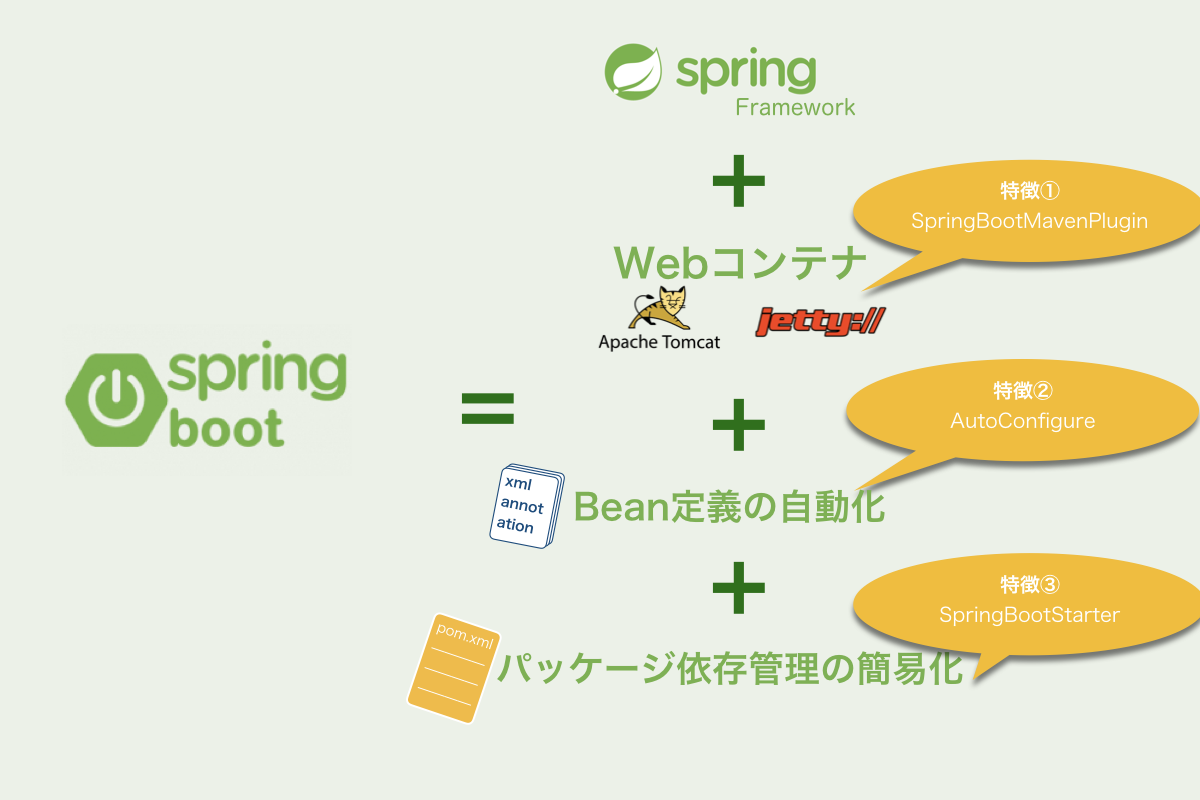 spring
Framework
+
特徴①
SpringBootMavenPlugin
Webコンテナ
Apache Tomcat
jetty://
spring
boot
=
+
特徴②
AutoConfigure
xml
annot
ation
Bean定義の自動化
+
特徴③
SpringBootStarter
pom.xml
パッケージ依存管理の簡易化